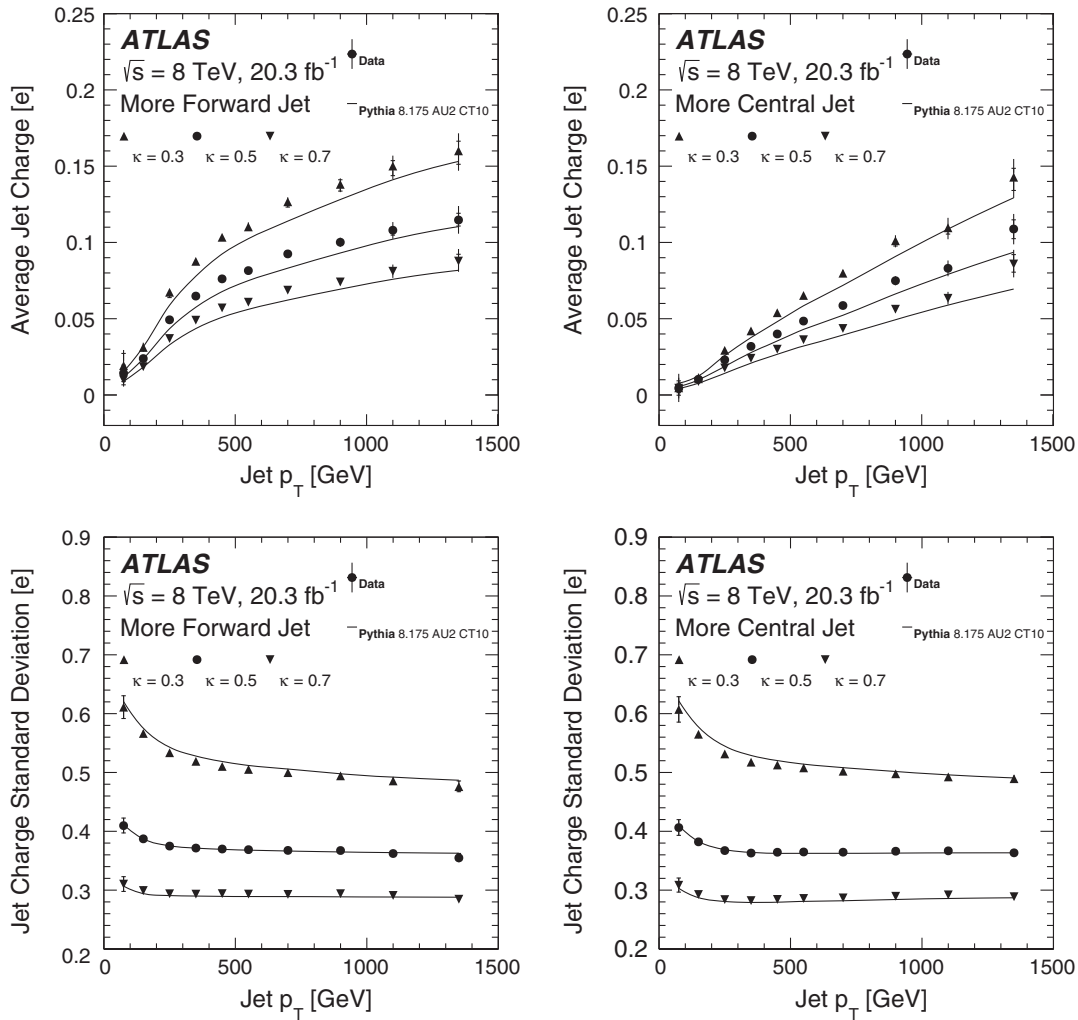 ATLAS
√s = 8 TeV, 20.3 fb⁻¹
Data
More Forward Jet
Pythia 8.175 AU2 CT10
κ = 0.3 κ = 0.5 κ = 0.7
Average Jet Charge [e]
0.25
0.2
0.15
0.1
0.05
0
0 500 1000 1500
Jet p_T [GeV]
ATLAS
√s = 8 TeV, 20.3 fb⁻¹
Data
More Central Jet
Pythia 8.175 AU2 CT10
κ = 0.3 κ = 0.5 κ = 0.7
Average Jet Charge [e]
0.25
0.2
0.15
0.1
0.05
0
0 500 1000 1500
Jet p_T [GeV]
ATLAS
√s = 8 TeV, 20.3 fb⁻¹
Data
More Forward Jet
Pythia 8.175 AU2 CT10
κ = 0.3 κ = 0.5 κ = 0.7
Jet Charge Standard Deviation [e]
0.9
0.8
0.7
0.6
0.5
0.4
0.3
0.2
0 500 1000 1500
Jet p_T [GeV]
ATLAS
√s = 8 TeV, 20.3 fb⁻¹
Data
More Central Jet
Pythia 8.175 AU2 CT10
κ = 0.3 κ = 0.5 κ = 0.7
Jet Charge Standard Deviation [e]
0.9
0.8
0.7
0.6
0.5
0.4
0.3
0.2
0 500 1000 1500
Jet p_T [GeV]